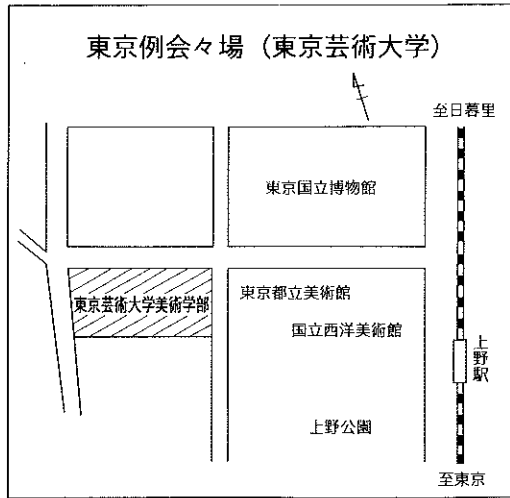 東京例会々場（東京芸術大学）
至日暮里
東京国立博物館
東京都立美術館
東京芸術大学美術学部
国立西洋美術館
上野駅
上野公園
至東京